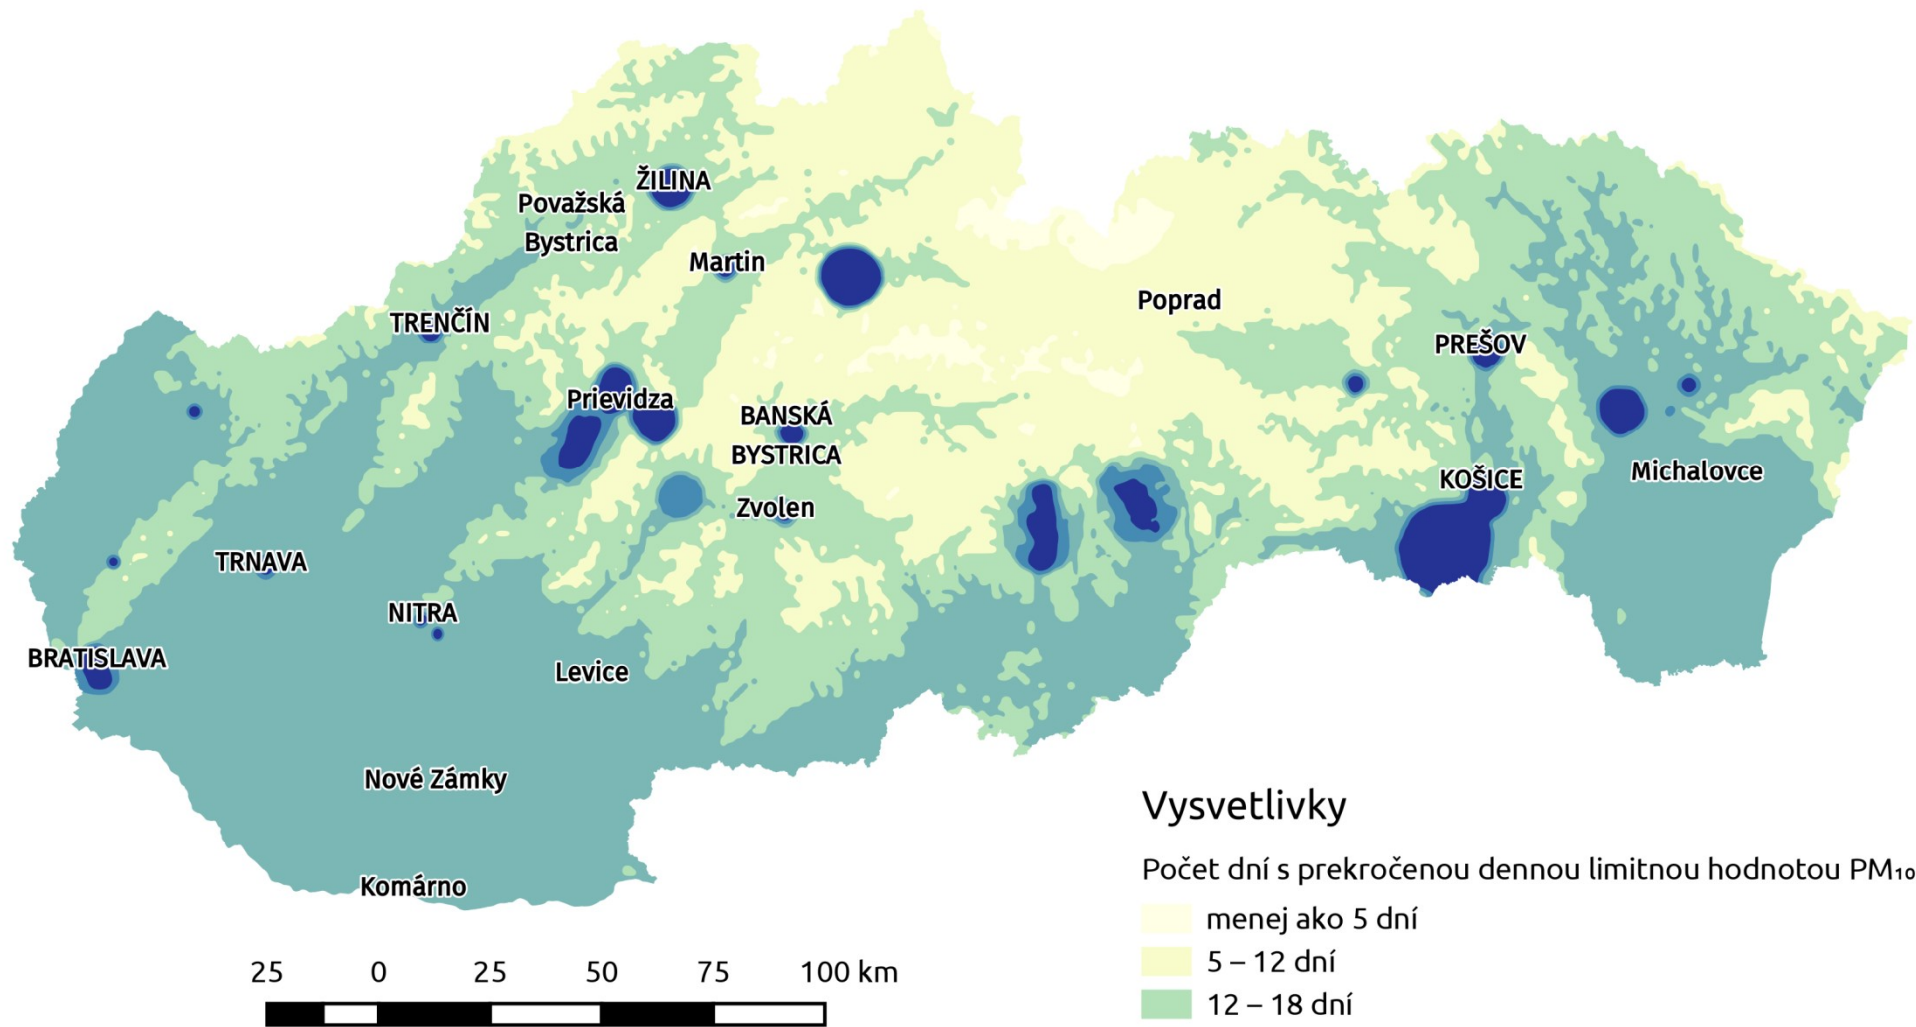 ŽILINA
Považská
Bystrica
Martin
Poprad
TRENČÍN
PREŠOV
Prievidza
BANSKÁ
BYSTRICA
Michalovce
KOŠICE
Zvolen
TRNAVA
NITRA
BRATISLAVA
Levice
Nové Zámky
Komárno
Vysvetlivky
Počet dní s prekročenou dennou limitnou hodnotou PM₁₀
menej ako 5 dní
5 – 12 dní
12 – 18 dní
25 0 25 50 75 100 km